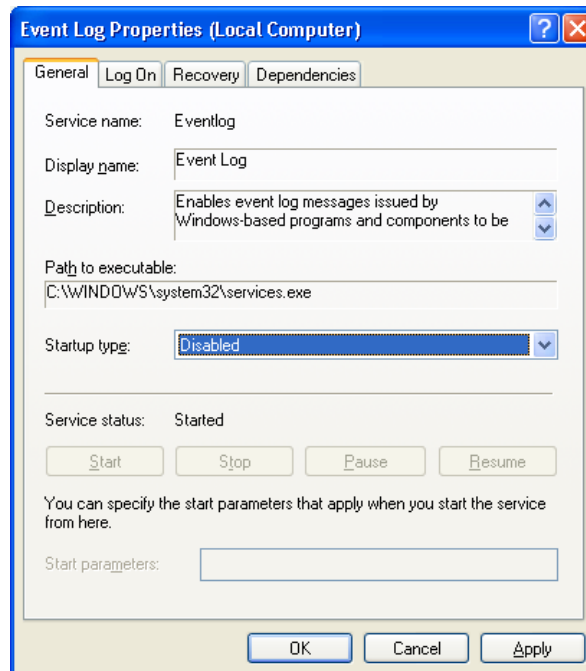 Event Log Properties (Local Computer)
General Log On Recovery Dependencies
Service name: Eventlog
Display name: Event Log
Description: Enables event log messages issued by
Windows-based programs and components to be
Path to executable:
C:\WINDOWS\system32\services.exe
Startup type: Disabled
Service status: Started
Start Stop Pause Resume
You can specify the start parameters that apply when you start the service
from here.
Start parameters:
OK Cancel Apply